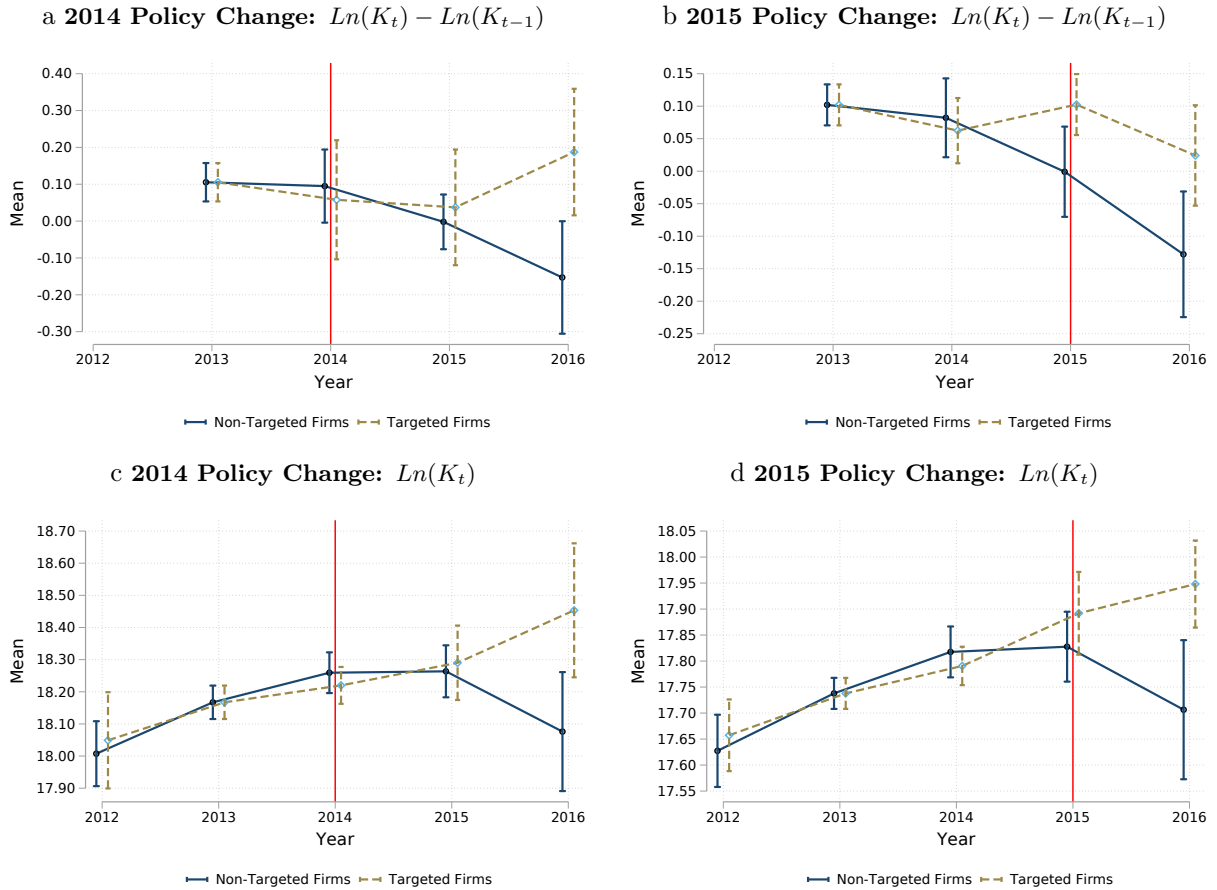 a 2014 Policy Change: Ln(K_t) − Ln(K_{t−1})
0.40
0.30
0.20
0.10
0.00
-0.10
-0.20
-0.30
Mean
2012 2013 2014 2015 2016
Year
Non-Targeted Firms Targeted Firms
b 2015 Policy Change: Ln(K_t) − Ln(K_{t−1})
0.15
0.10
0.05
0.00
-0.05
-0.10
-0.15
-0.20
-0.25
Mean
2012 2013 2014 2015 2016
Year
Non-Targeted Firms Targeted Firms
c 2014 Policy Change: Ln(K_t)
18.70
18.60
18.50
18.40
18.30
18.20
18.10
18.00
17.90
Mean
2012 2013 2014 2015 2016
Year
Non-Targeted Firms Targeted Firms
d 2015 Policy Change: Ln(K_t)
18.05
18.00
17.95
17.90
17.85
17.80
17.75
17.70
17.65
17.60
17.55
Mean
2012 2013 2014 2015 2016
Year
Non-Targeted Firms Targeted Firms